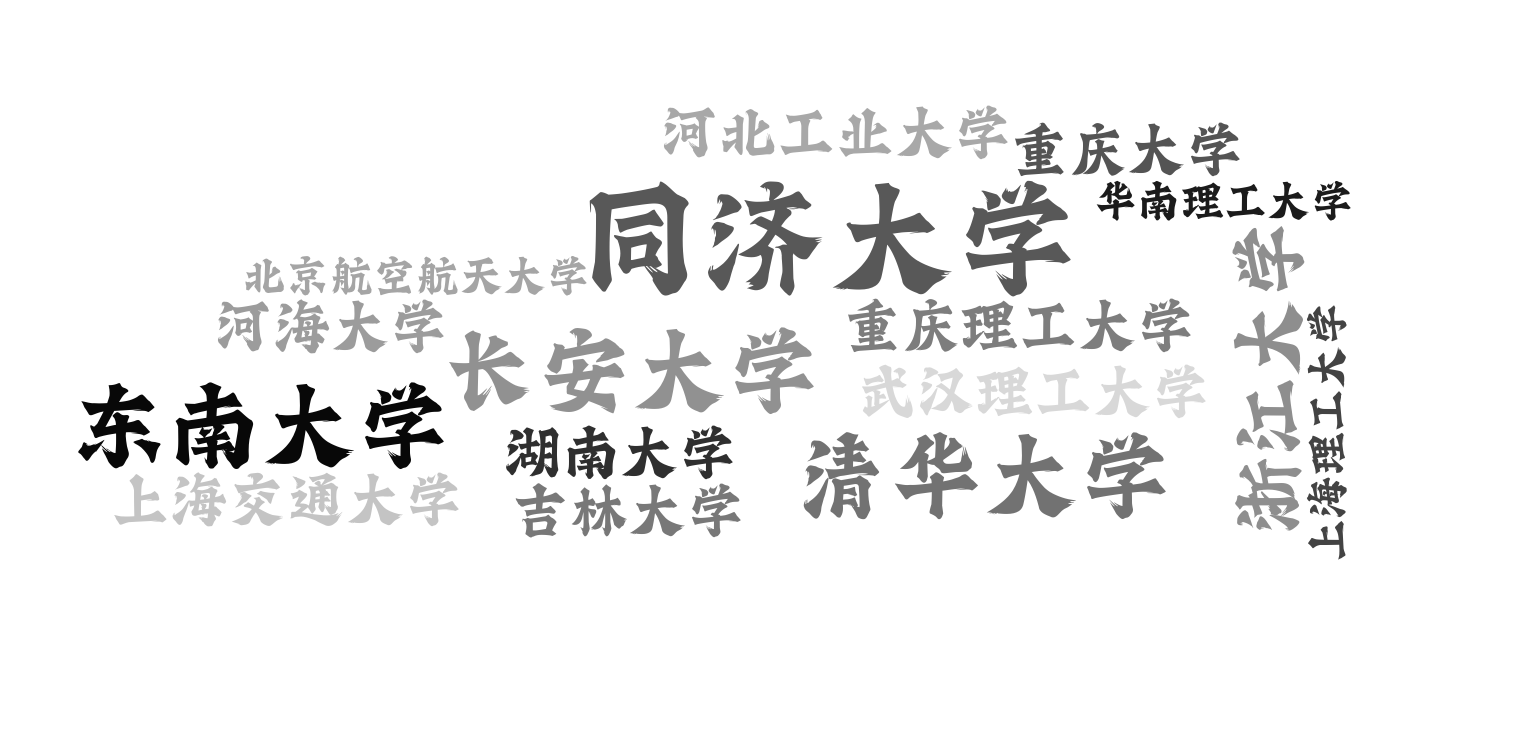 河北工业大学
重庆大学
华南理工大学
同济大学
北京航空航天大学
河海大学
长安大学
重庆理工大学
武汉理工大学
浙江大学
上海理工大学
东南大学
湖南大学
清华大学
上海交通大学
吉林大学